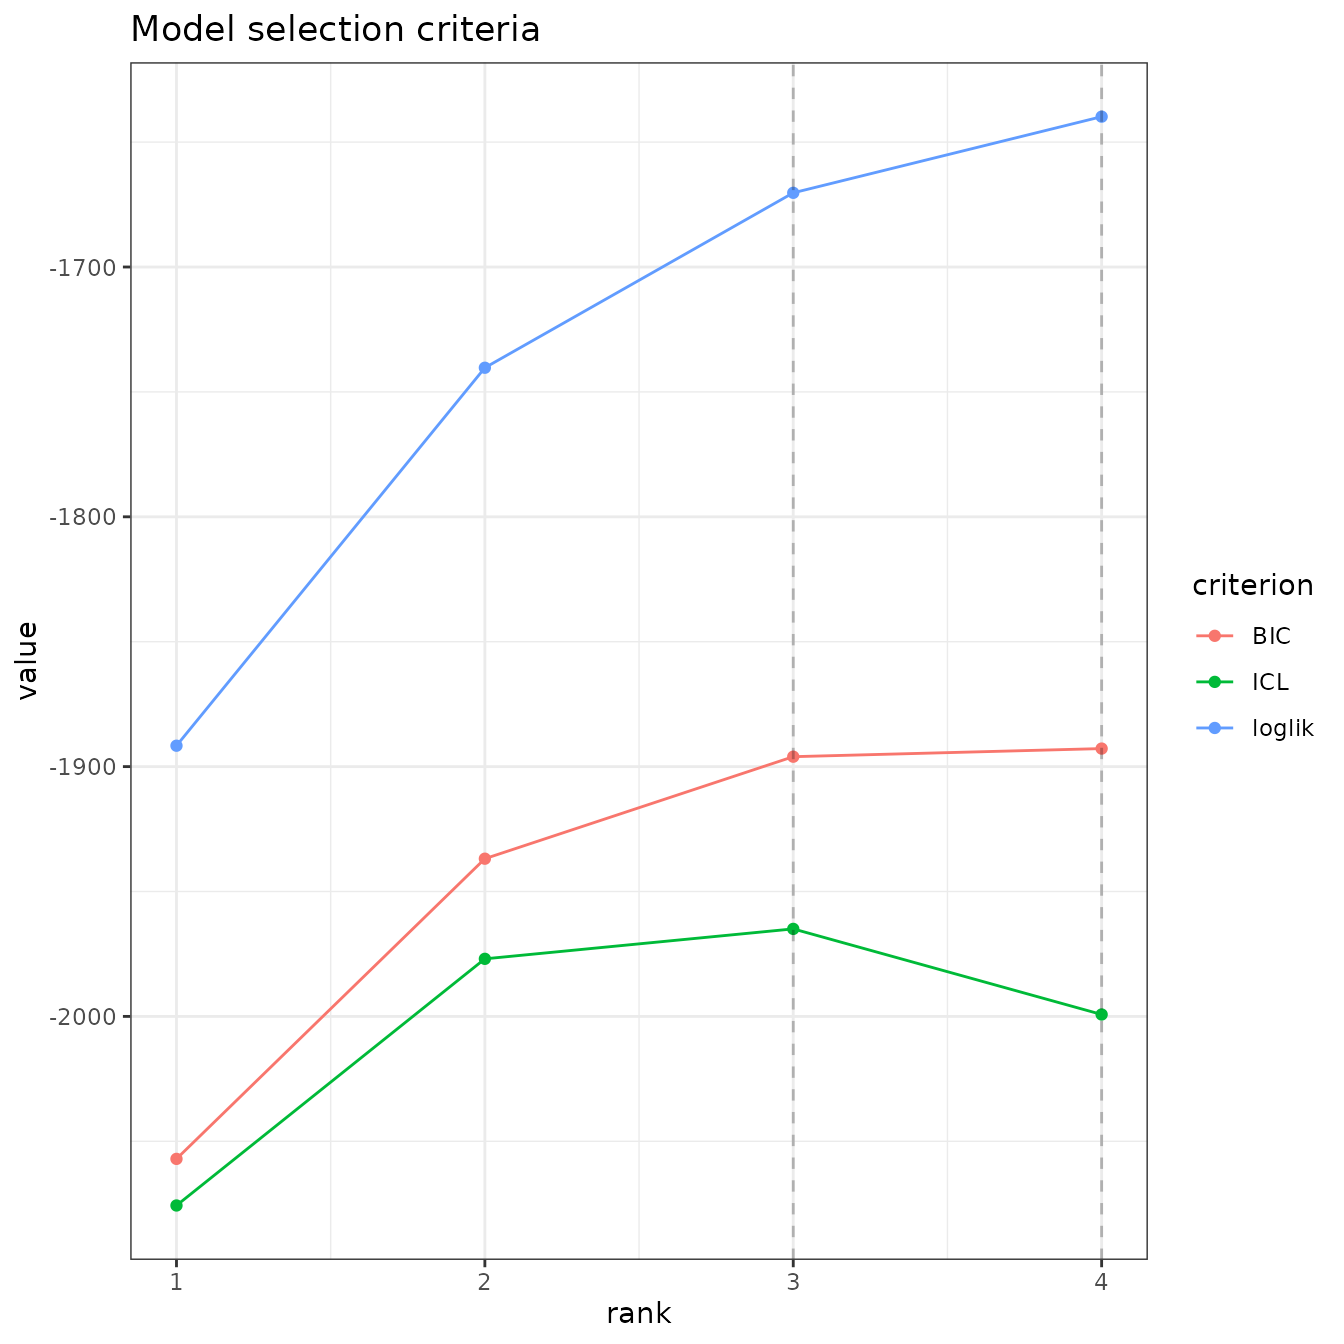 Model selection criteria
-1700
-1800
-1900
-2000
value
1 2 3 4
rank
criterion
BIC
ICL
loglik